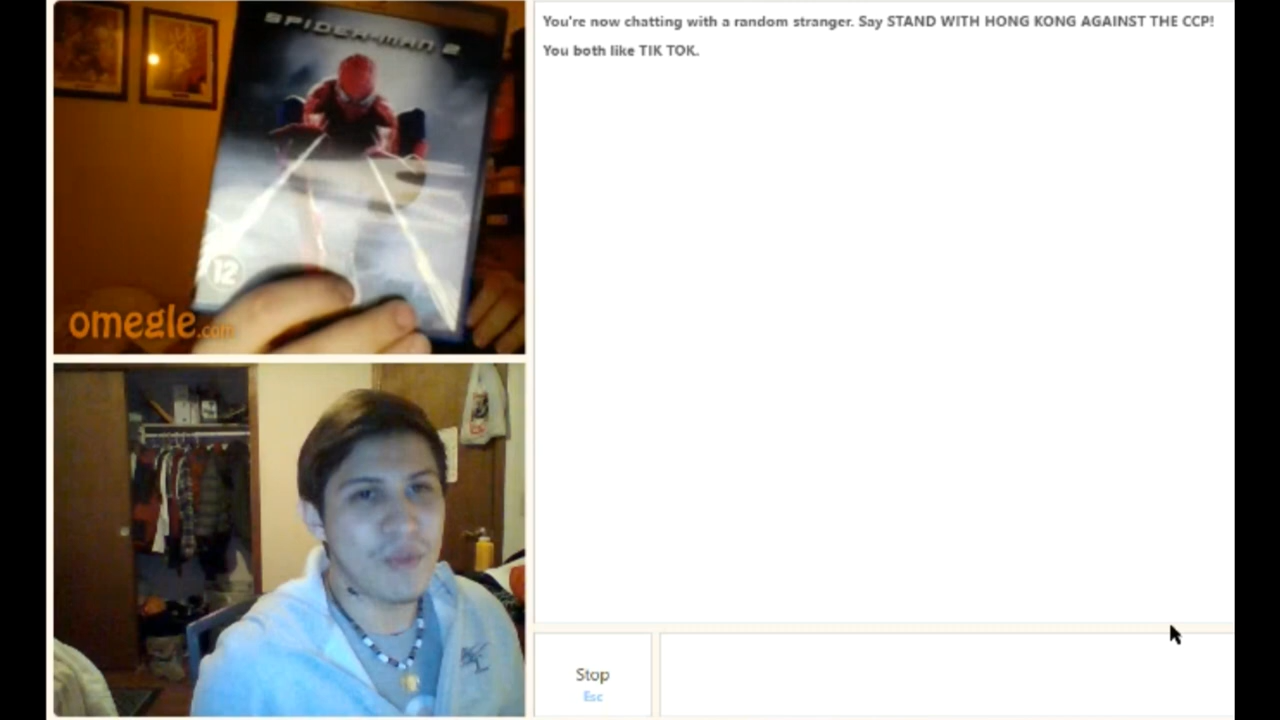 SPIDER-MAN 2
12
omegle.com
You're now chatting with a random stranger. Say STAND WITH HONG KONG AGAINST THE CCP!
You both like TIK TOK.
Stop
Esc